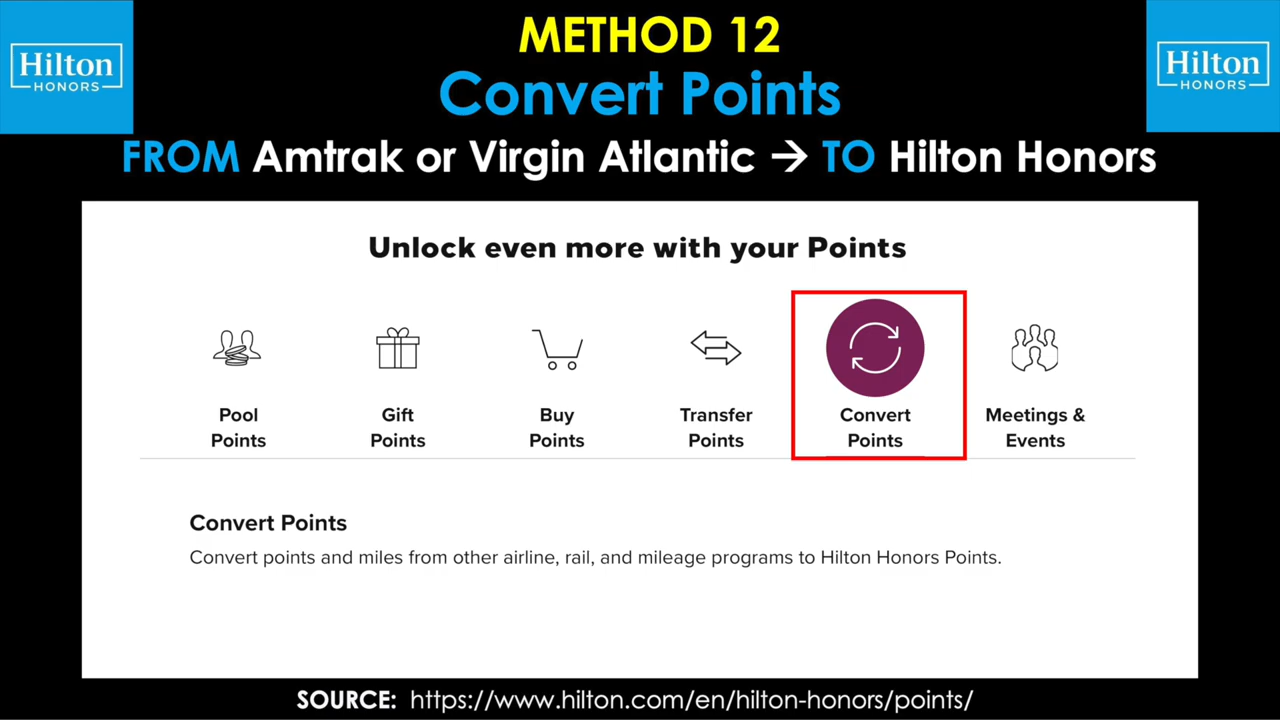 METHOD 12
Hilton
HONORS
Convert Points
Hilton
HONORS
FROM Amtrak or Virgin Atlantic → TO Hilton Honors
Unlock even more with your Points
Pool
Points
Gift
Points
Buy
Points
Transfer
Points
Convert
Points
Meetings &
Events
Convert Points
Convert points and miles from other airline, rail, and mileage programs to Hilton Honors Points.
SOURCE: https://www.hilton.com/en/hilton-honors/points/